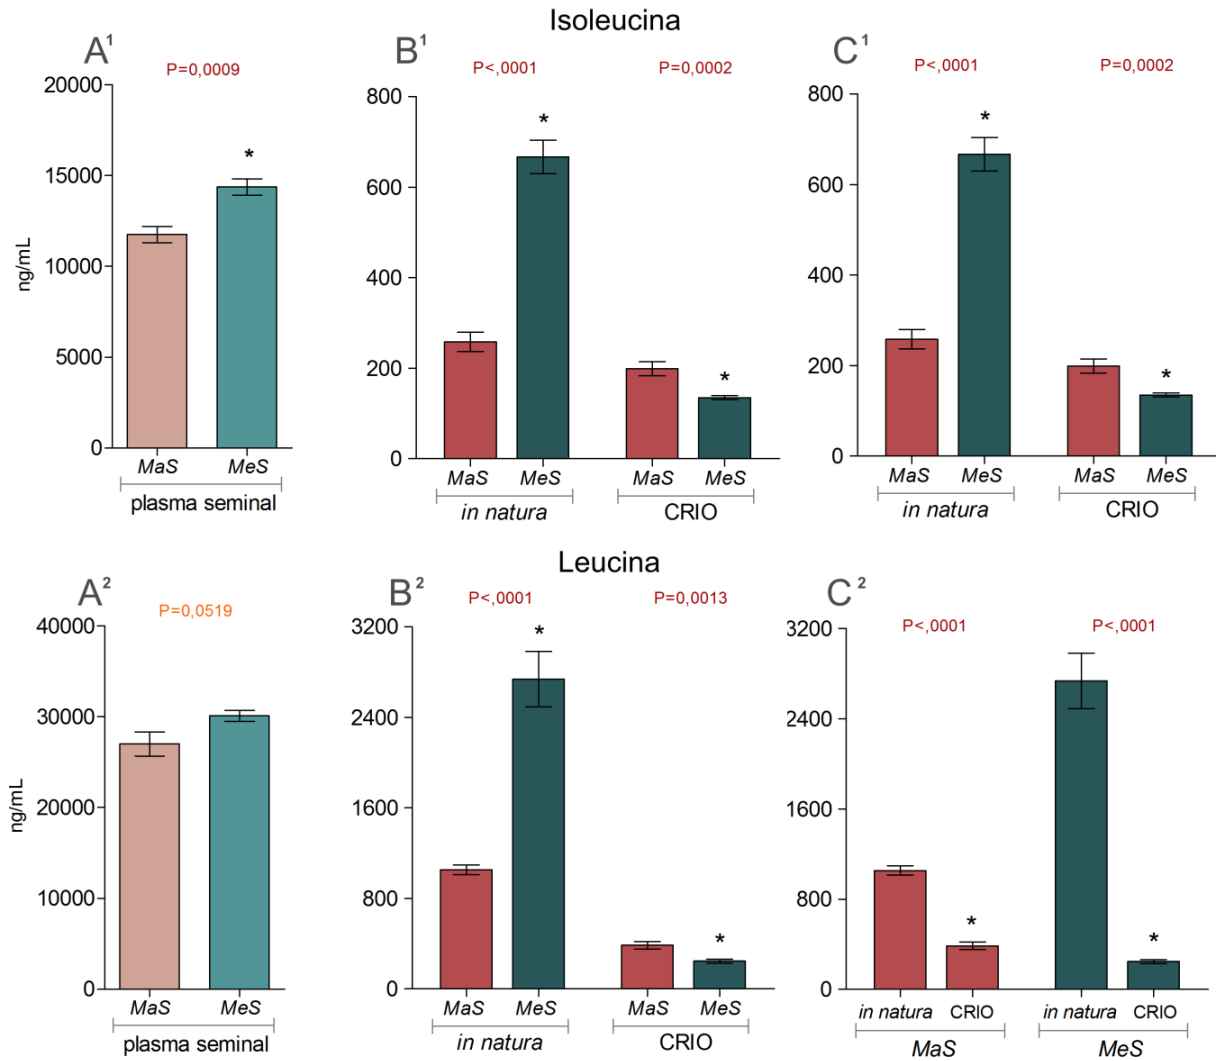 Isoleucina
A¹
P=0,0009
20000
15000
10000
5000
0
ng/mL
*
MaS MeS
plasma seminal
B¹
P<,0001 P=0,0002
800
600
400
200
0
*
*
MaS MeS MaS MeS
in natura CRIO
C¹
P<,0001 P=0,0002
800
600
400
200
0
*
*
MaS MeS MaS MeS
in natura CRIO
Leucina
A²
P=0,0519
40000
30000
20000
10000
0
ng/mL
MaS MeS
plasma seminal
B²
P<,0001 P=0,0013
3200
2400
1600
800
0
*
*
MaS MeS MaS MeS
in natura CRIO
C²
P<,0001 P<,0001
3200
2400
1600
800
0
*
*
in natura CRIO in natura CRIO
MaS MeS